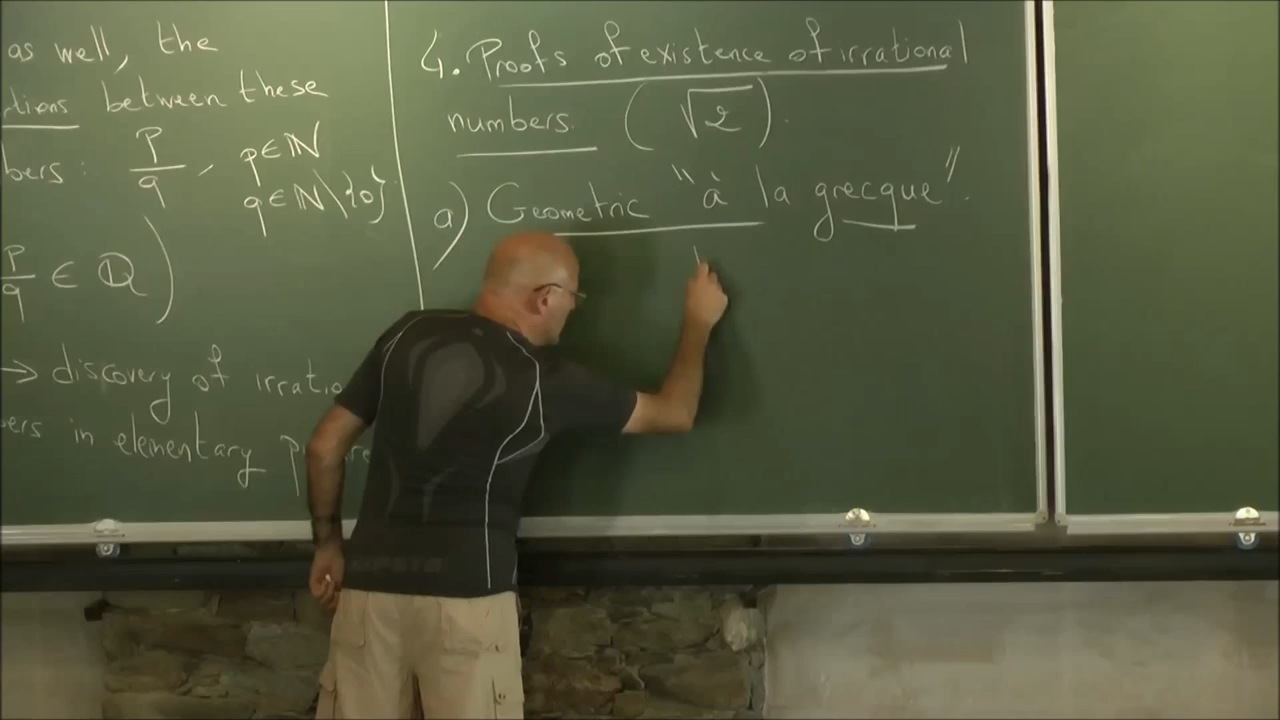 as well, the
tions between these
bers : p/q, p∈ℕ
q∈ℕ\{0}
p/q ∈ ℚ)
→ discovery of irratio
ers in elementary
4. Proofs of existence of irrational
numbers. (√2).
a) Geometric "à la grecque".